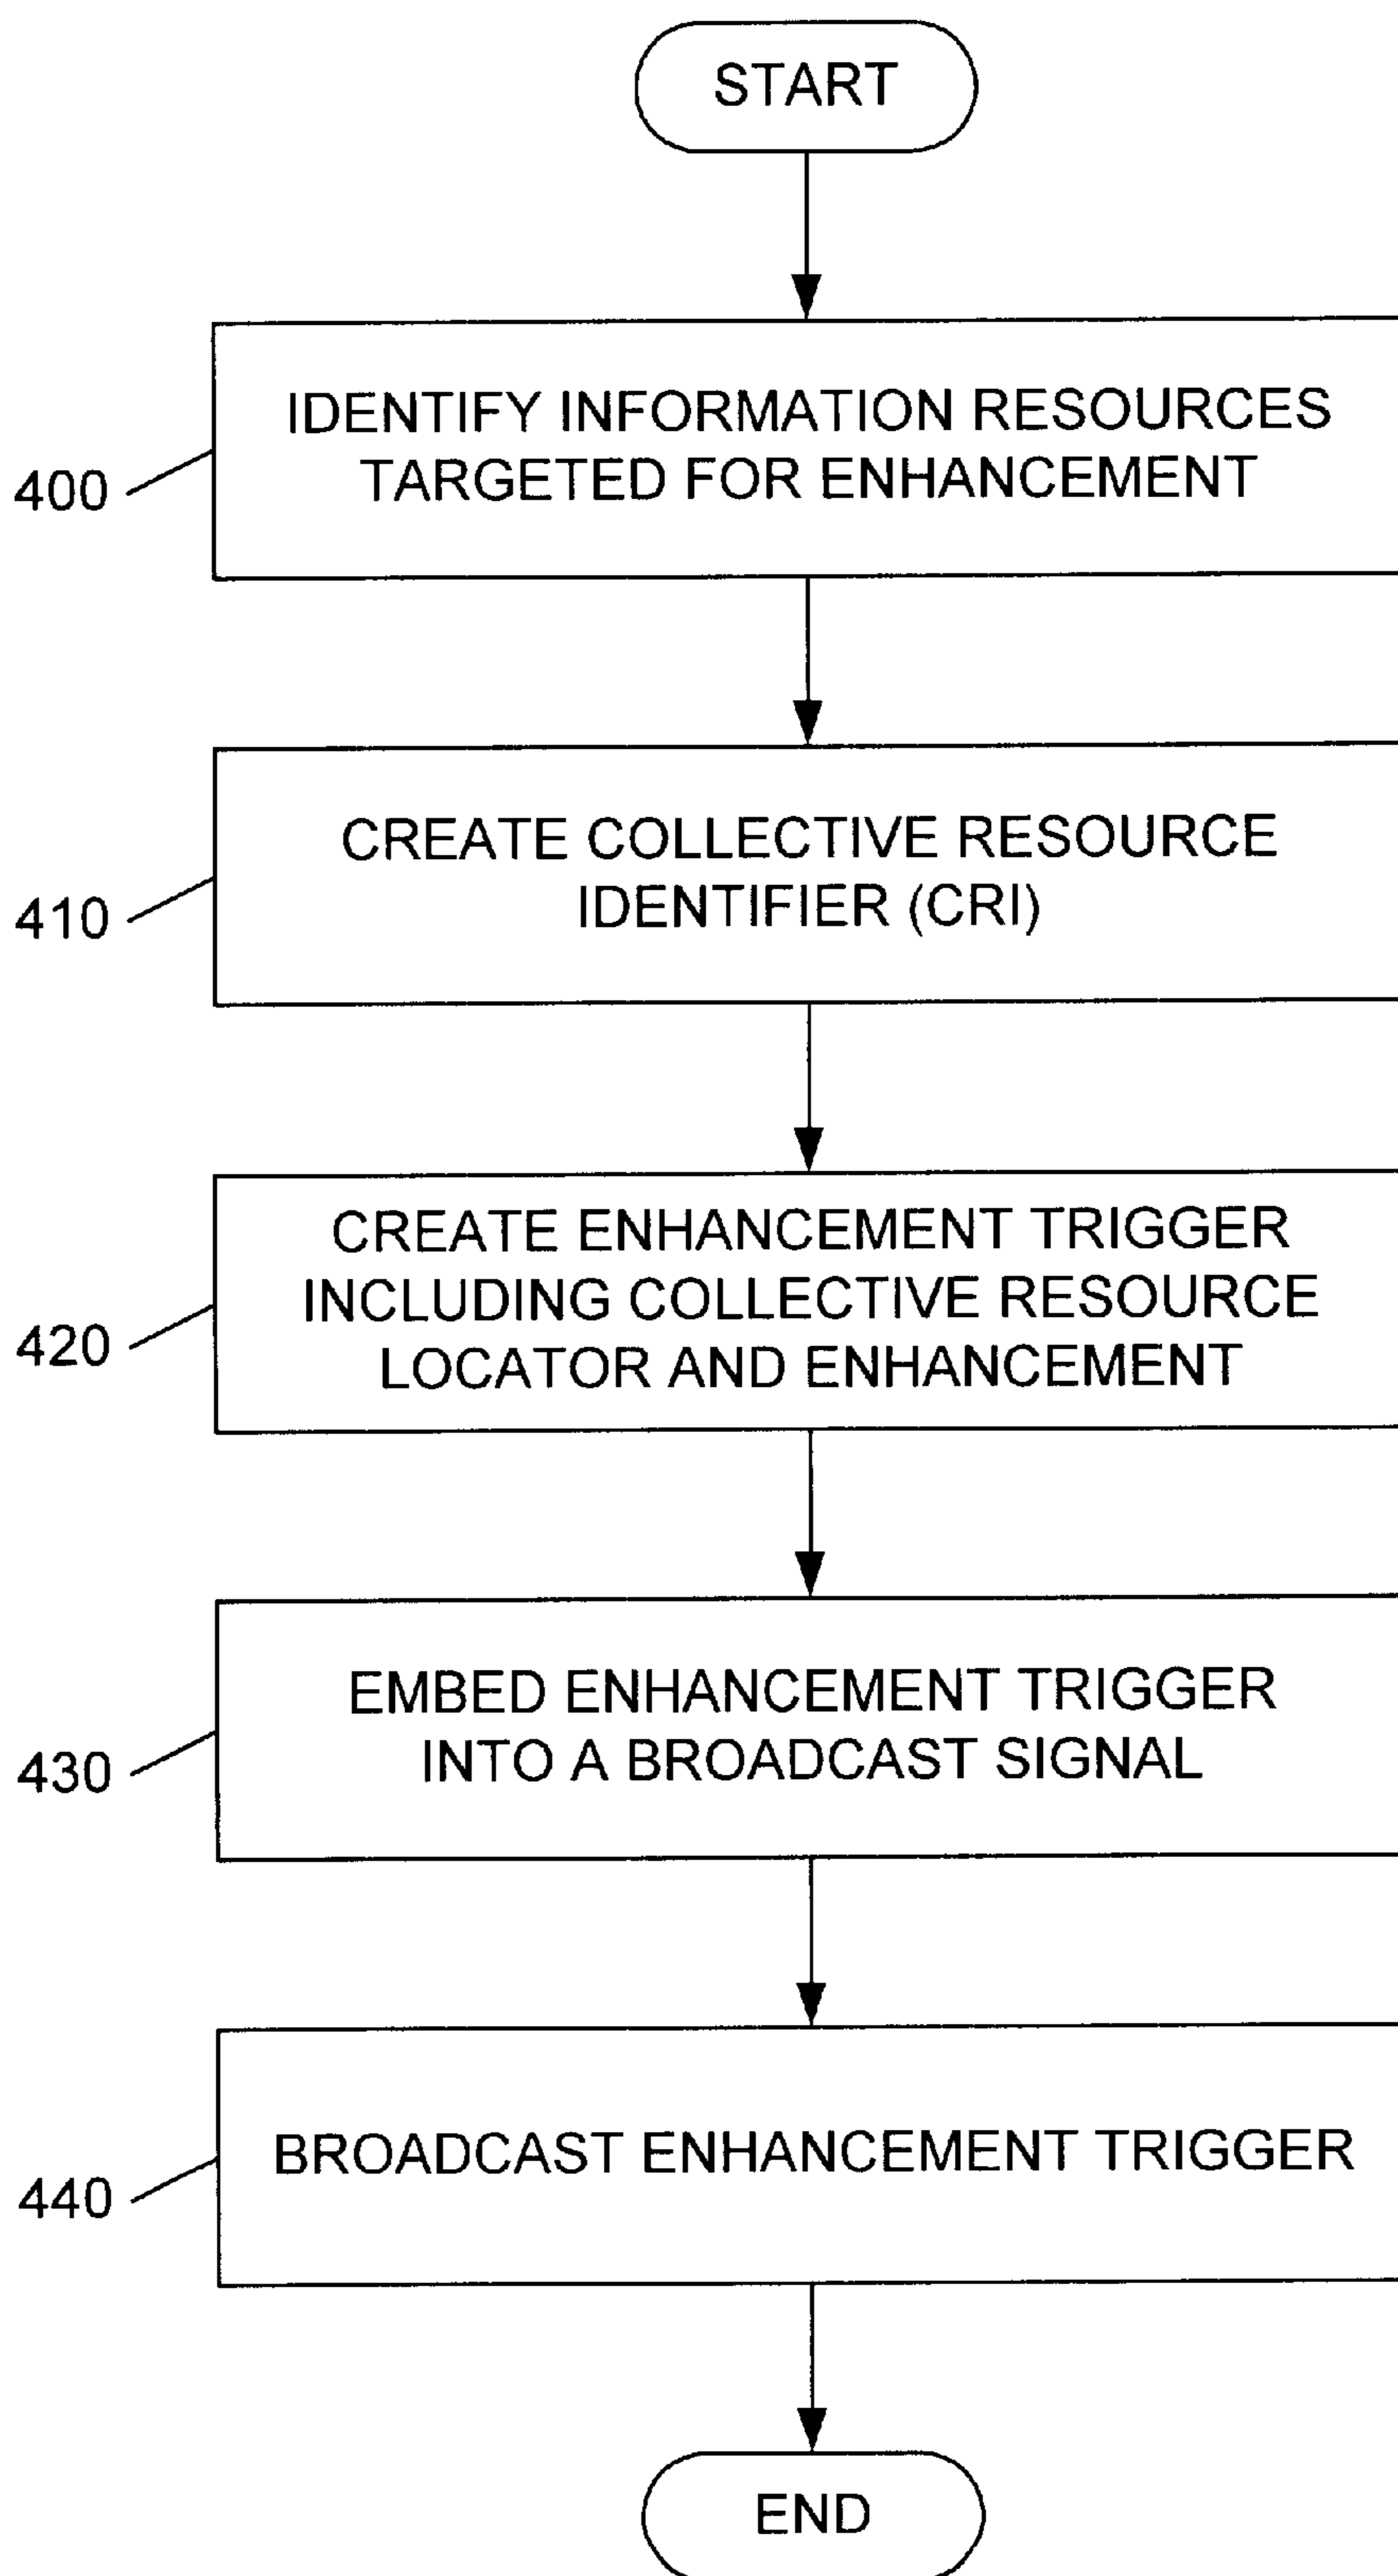 START
IDENTIFY INFORMATION RESOURCES
TARGETED FOR ENHANCEMENT
400
CREATE COLLECTIVE RESOURCE
IDENTIFIER (CRI)
410
CREATE ENHANCEMENT TRIGGER
INCLUDING COLLECTIVE RESOURCE
LOCATOR AND ENHANCEMENT
420
EMBED ENHANCEMENT TRIGGER
INTO A BROADCAST SIGNAL
430
BROADCAST ENHANCEMENT TRIGGER
440
END